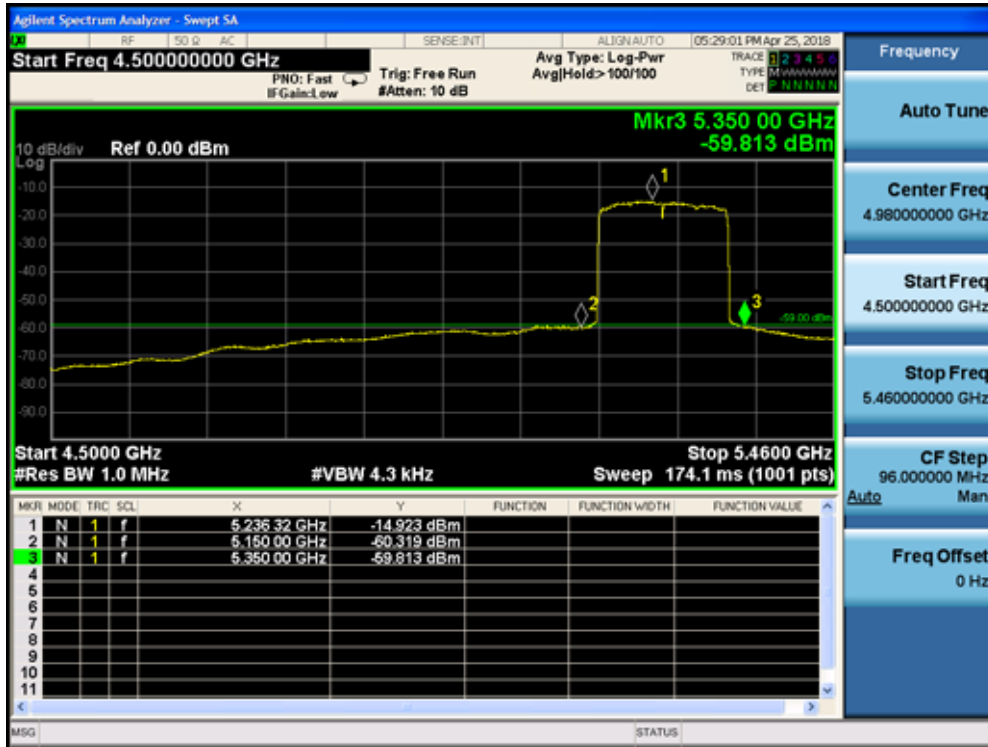 Agilent Spectrum Analyzer - Swept SA
RF 50 Ω AC SENSE:INT ALIGN AUTO 05:29:01 PM Apr 25, 2018
Start Freq 4.500000000 GHz
PNO: Fast
IFGain:Low
Trig: Free Run
#Atten: 10 dB
Avg Type: Log-Pwr
Avg|Hold:> 100/100
TRACE 1 2 3 4 5 6
TYPE M
DET P N N N N N
Frequency
Auto Tune
Center Freq
4.980000000 GHz
Start Freq
4.500000000 GHz
Stop Freq
5.460000000 GHz
CF Step
96.000000 MHz
Auto Man
Freq Offset
0 Hz
Mkr3 5.350 00 GHz
-59.813 dBm
10 dB/div Ref 0.00 dBm
Log
-10.0
-20.0
-30.0
-40.0
-50.0
-60.0
-70.0
-80.0
-90.0
1
2
3
-59.00 dBm
Start 4.5000 GHz Stop 5.4600 GHz
#Res BW 1.0 MHz #VBW 4.3 kHz Sweep 174.1 ms (1001 pts)
MKR MODE TRC SCL X Y FUNCTION FUNCTION WIDTH FUNCTION VALUE
1 N 1 f 5.236 32 GHz -14.923 dBm
2 N 1 f 5.150 00 GHz -60.319 dBm
3 N 1 f 5.350 00 GHz -59.813 dBm
4
5
6
7
8
9
10
11
MSG STATUS